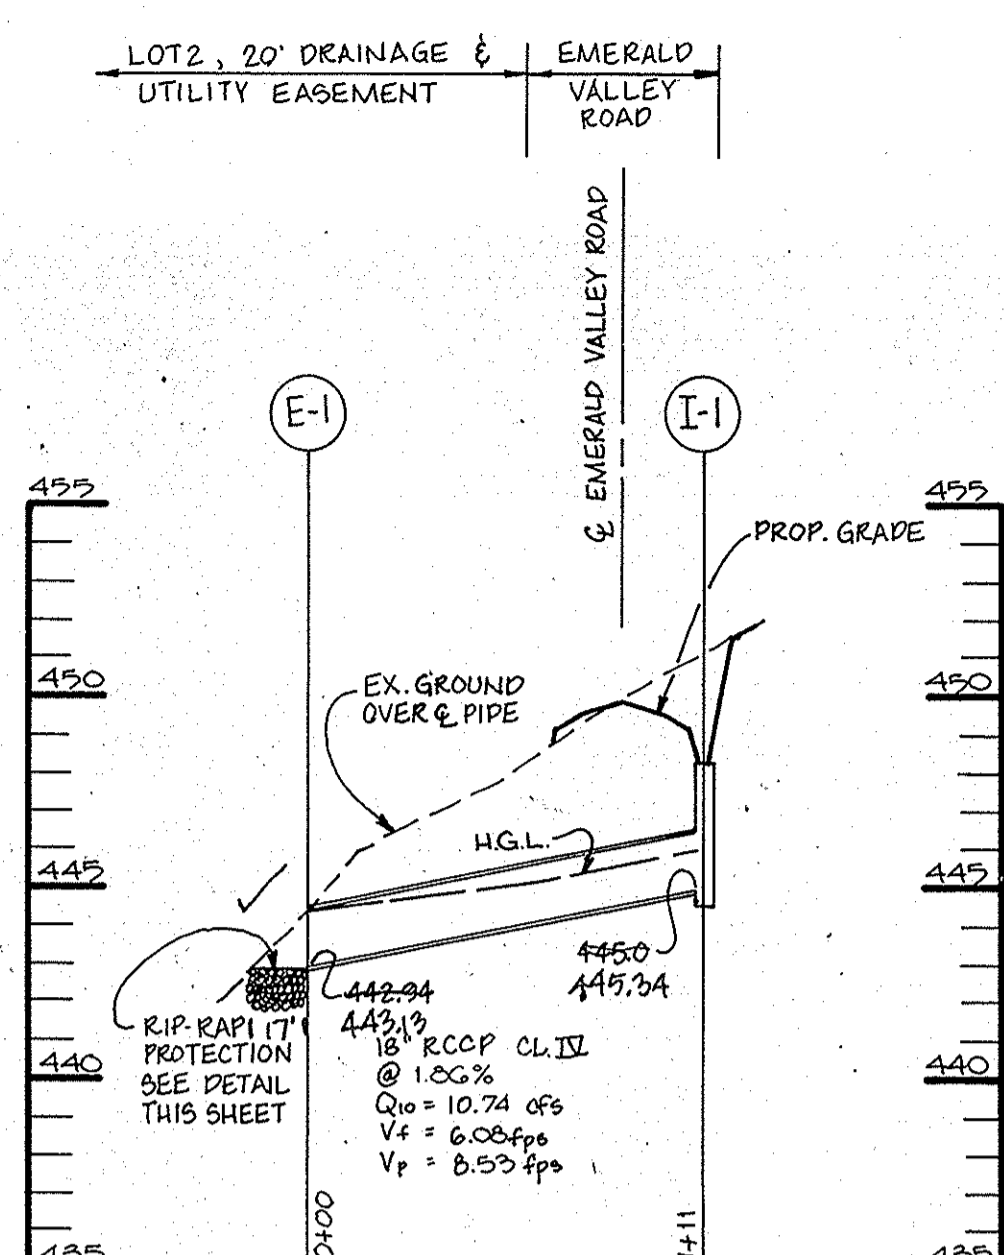 LOT 2, 20' DRAINAGE &
UTILITY EASEMENT
EMERALD
VALLEY
ROAD
℄ EMERALD VALLEY ROAD
E-1
I-1
455
455
PROP. GRADE
450
450
EX. GROUND
OVER ℄ PIPE
H.G.L.
445
445
445.0
445.34
442.94
443.13
RIP-RAP 17'
PROTECTION
SEE DETAIL
THIS SHEET
18" RCCP CL. IV
@ 1.86%
Q10 = 10.74 cfs
Vf = 6.08 fps
Vp = 8.53 fps
440
440
0+00
1+11
435
435